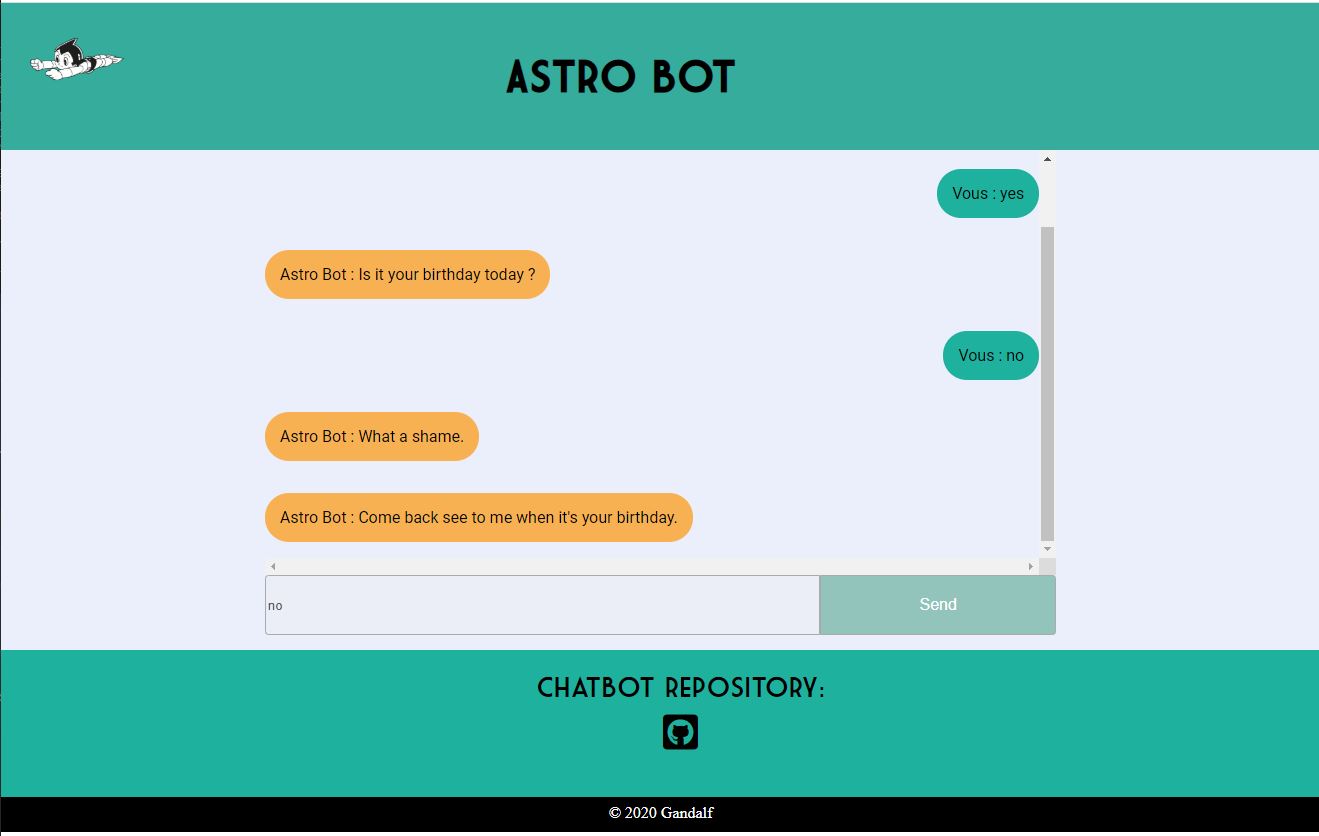 ASTRO BOT
Vous : yes
Astro Bot : Is it your birthday today ?
Vous : no
Astro Bot : What a shame.
Astro Bot : Come back see to me when it's your birthday.
no
Send
CHATBOT REPOSITORY:
© 2020 Gandalf